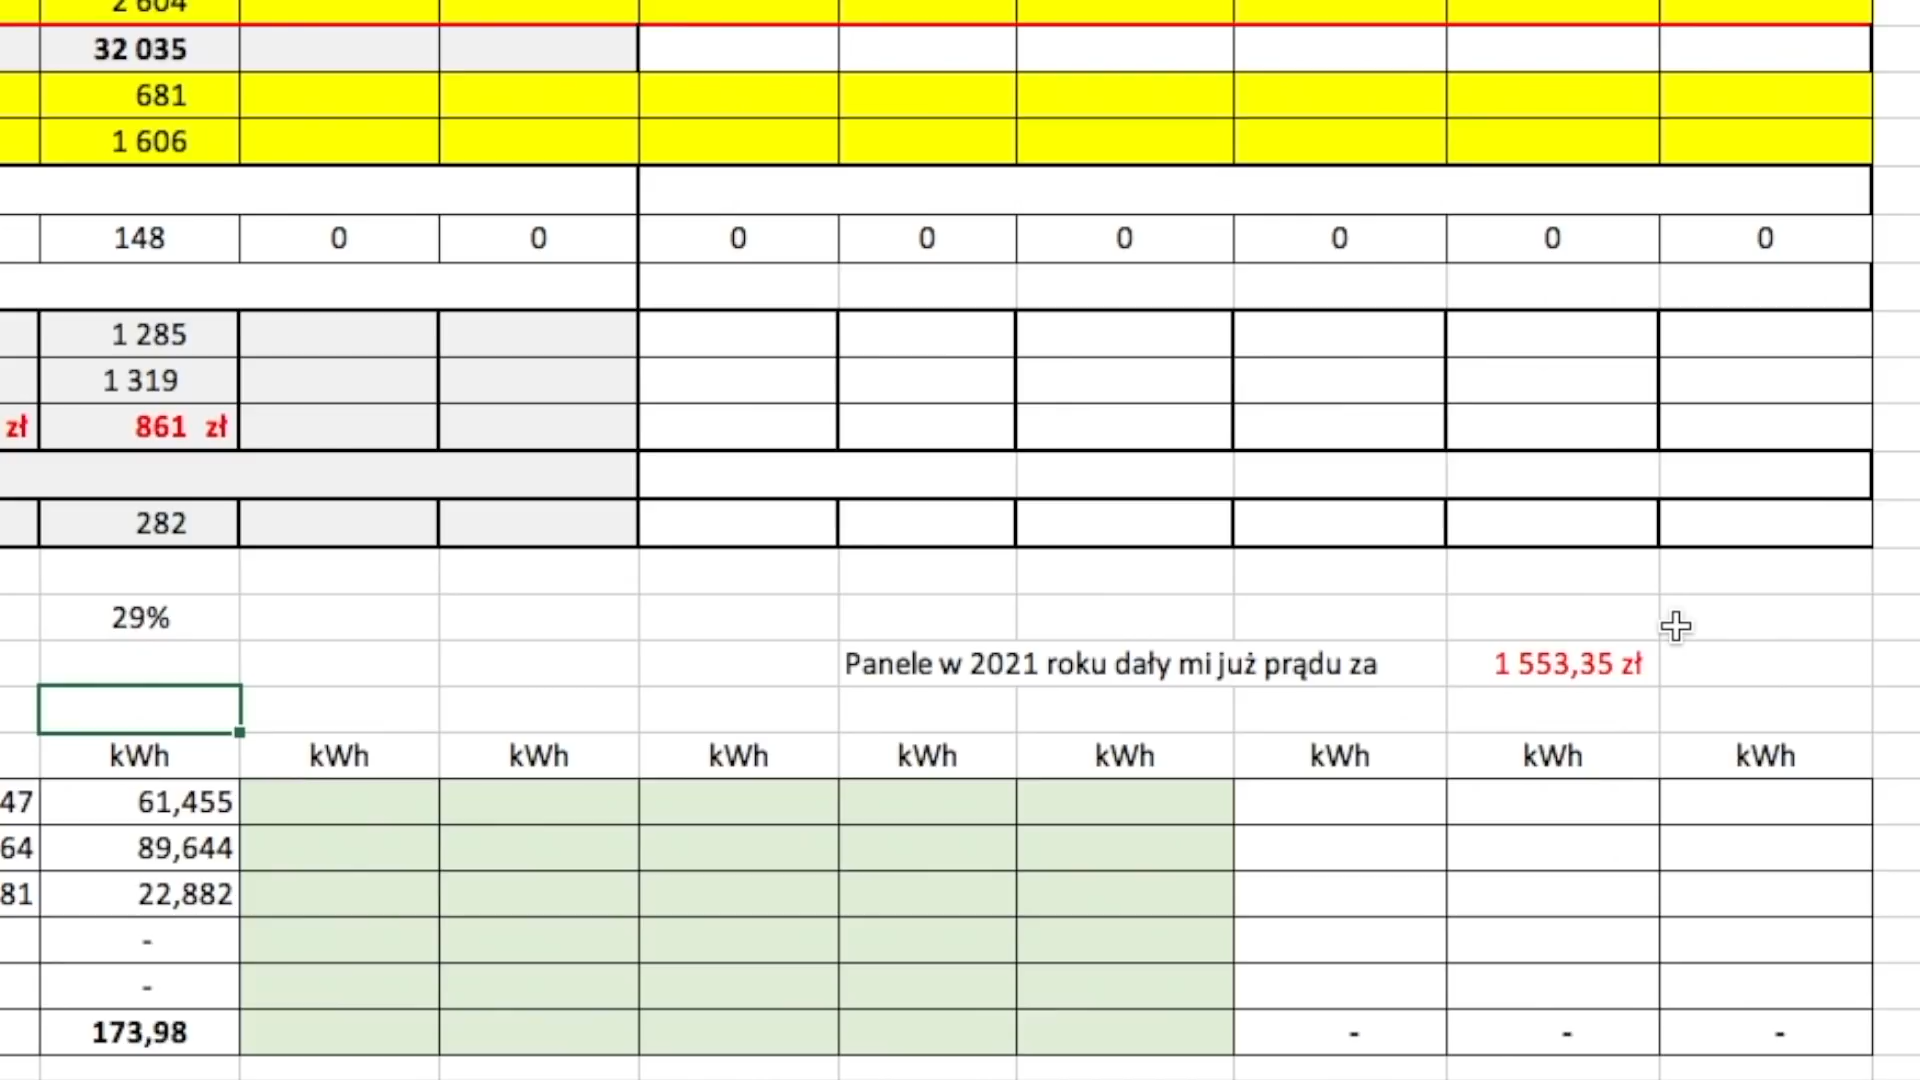 2 604
32 035
681
1 606
148 0 0 0 0 0 0 0 0
1 285
1 319
zł 861 zł
282
29%
Panele w 2021 roku dały mi już prądu za 1 553,35 zł
kWh kWh kWh kWh kWh kWh kWh kWh kWh
47 61,455
64 89,644
81 22,882
-
-
173,98 - - -